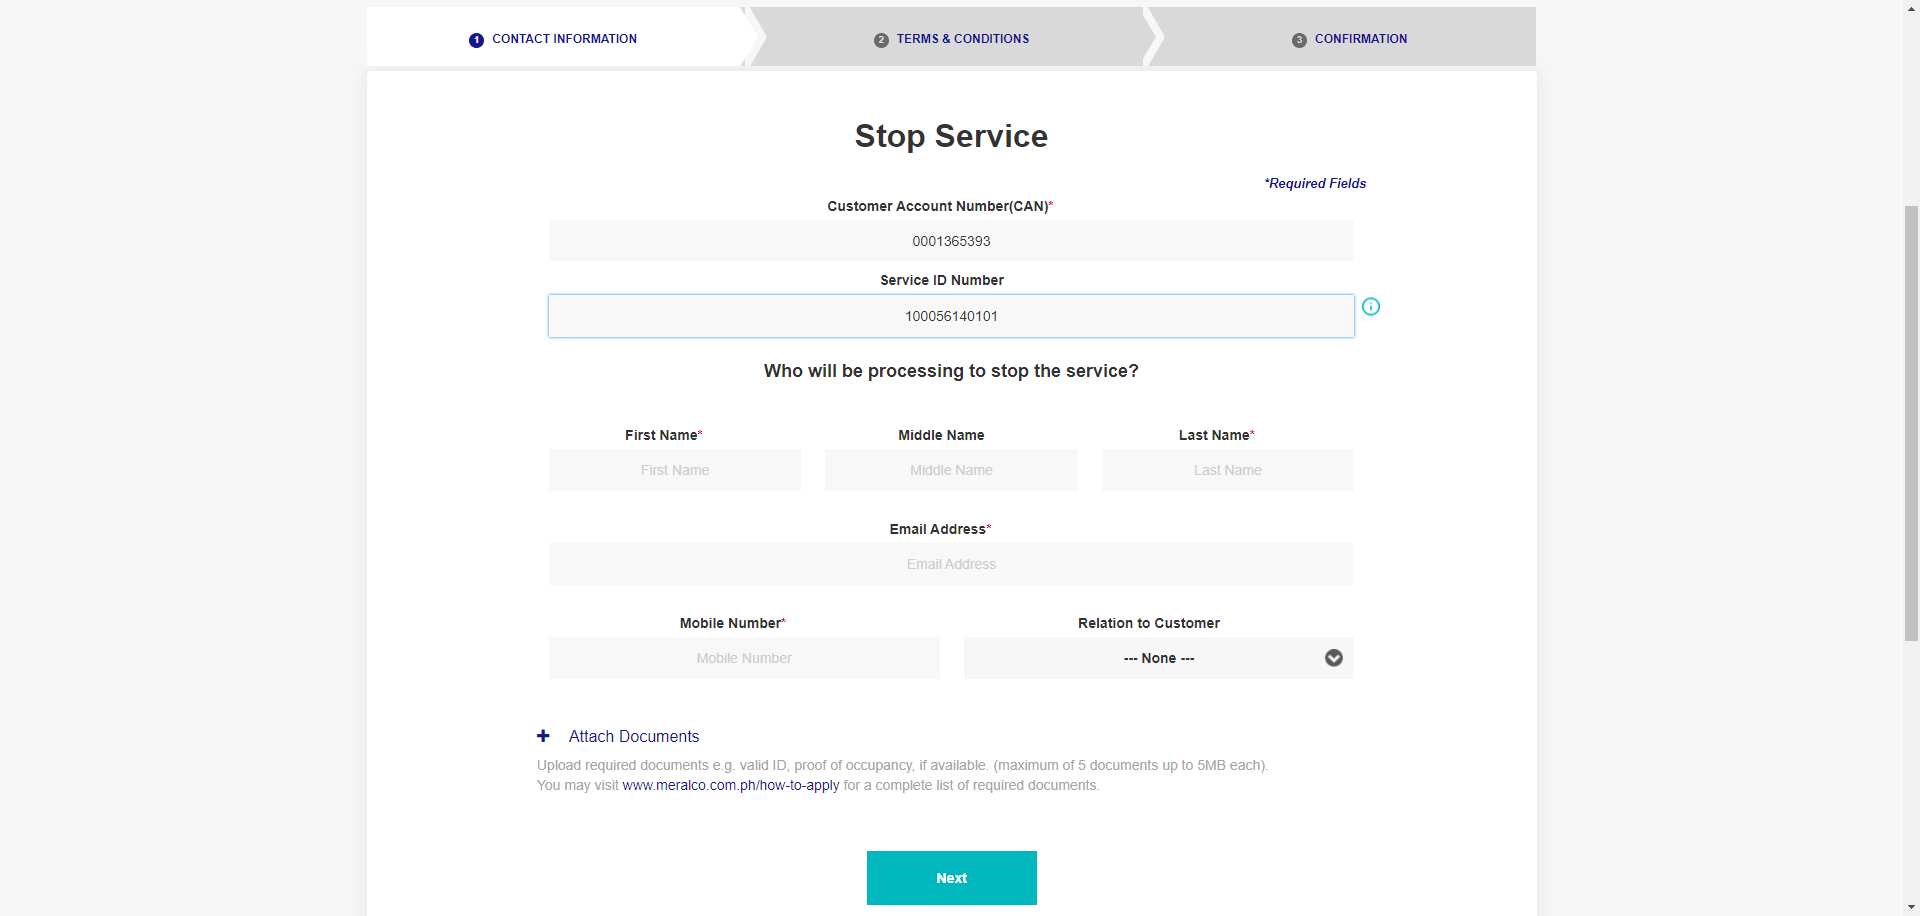 1 CONTACT INFORMATION
2 TERMS & CONDITIONS
3 CONFIRMATION
Stop Service
*Required Fields
Customer Account Number(CAN)*
0001365393
Service ID Number
100056140101
Who will be processing to stop the service?
First Name*
Middle Name
Last Name*
First Name
Middle Name
Last Name
Email Address*
Email Address
Mobile Number*
Relation to Customer
Mobile Number
--- None ---
Attach Documents
Upload required documents e.g. valid ID, proof of occupancy, if available. (maximum of 5 documents up to 5MB each).
You may visit www.meralco.com.ph/how-to-apply for a complete list of required documents.
Next